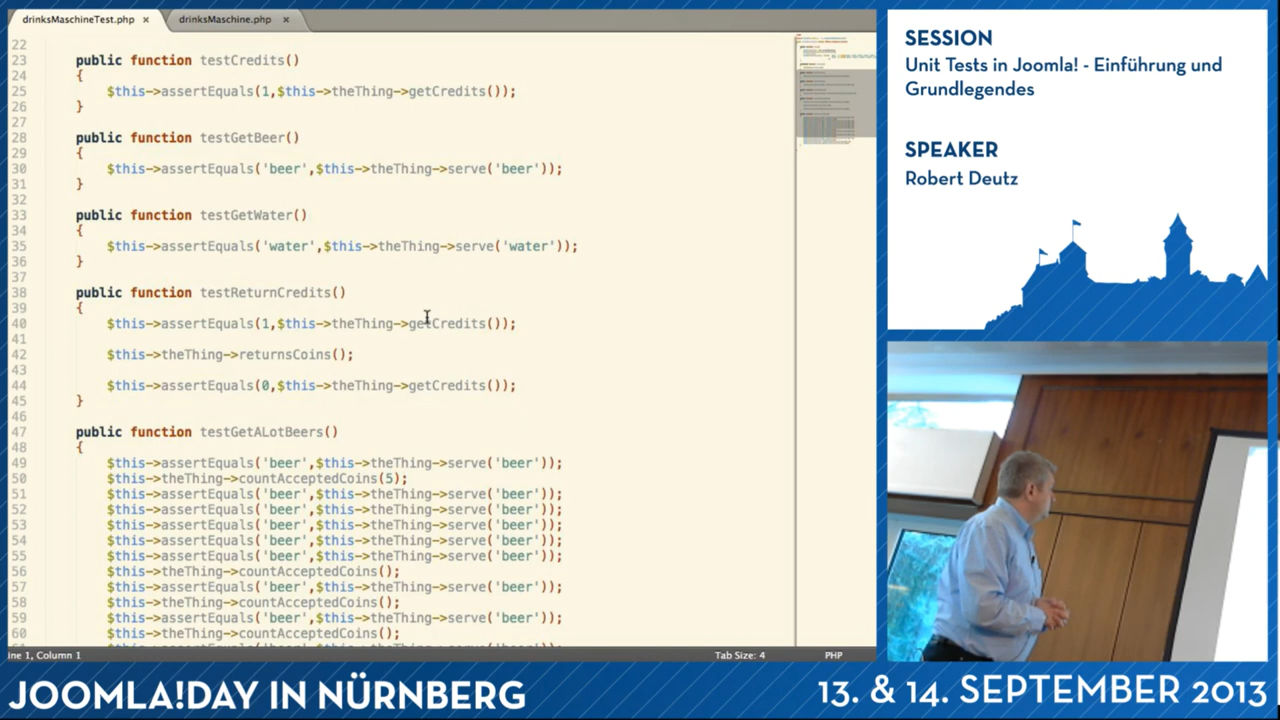 drinksMaschineTest.php × drinksMaschine.php ×
22
23 public function testCredits()
24 {
25 $this->assertEquals(1,$this->theThing->getCredits());
26 }
27
28 public function testGetBeer()
29 {
30 $this->assertEquals('beer',$this->theThing->serve('beer'));
31 }
32
33 public function testGetWater()
34 {
35 $this->assertEquals('water',$this->theThing->serve('water'));
36 }
37
38 public function testReturnCredits()
39 {
40 $this->assertEquals(1,$this->theThing->getCredits());
41
42 $this->theThing->returnsCoins();
43
44 $this->assertEquals(0,$this->theThing->getCredits());
45 }
46
47 public function testGetALotBeers()
48 {
49 $this->assertEquals('beer',$this->theThing->serve('beer'));
50 $this->theThing->countAcceptedCoins(5);
51 $this->assertEquals('beer',$this->theThing->serve('beer'));
52 $this->assertEquals('beer',$this->theThing->serve('beer'));
53 $this->assertEquals('beer',$this->theThing->serve('beer'));
54 $this->assertEquals('beer',$this->theThing->serve('beer'));
55 $this->assertEquals('beer',$this->theThing->serve('beer'));
56 $this->theThing->countAcceptedCoins();
57 $this->assertEquals('beer',$this->theThing->serve('beer'));
58 $this->theThing->countAcceptedCoins();
59 $this->assertEquals('beer',$this->theThing->serve('beer'));
60 $this->theThing->countAcceptedCoins();
ine 1, Column 1 Tab Size: 4 PHP
SESSION
Unit Tests in Joomla! - Einführung und
Grundlegendes
SPEAKER
Robert Deutz
JOOMLA!DAY IN NÜRNBERG
13. & 14. SEPTEMBER 2013